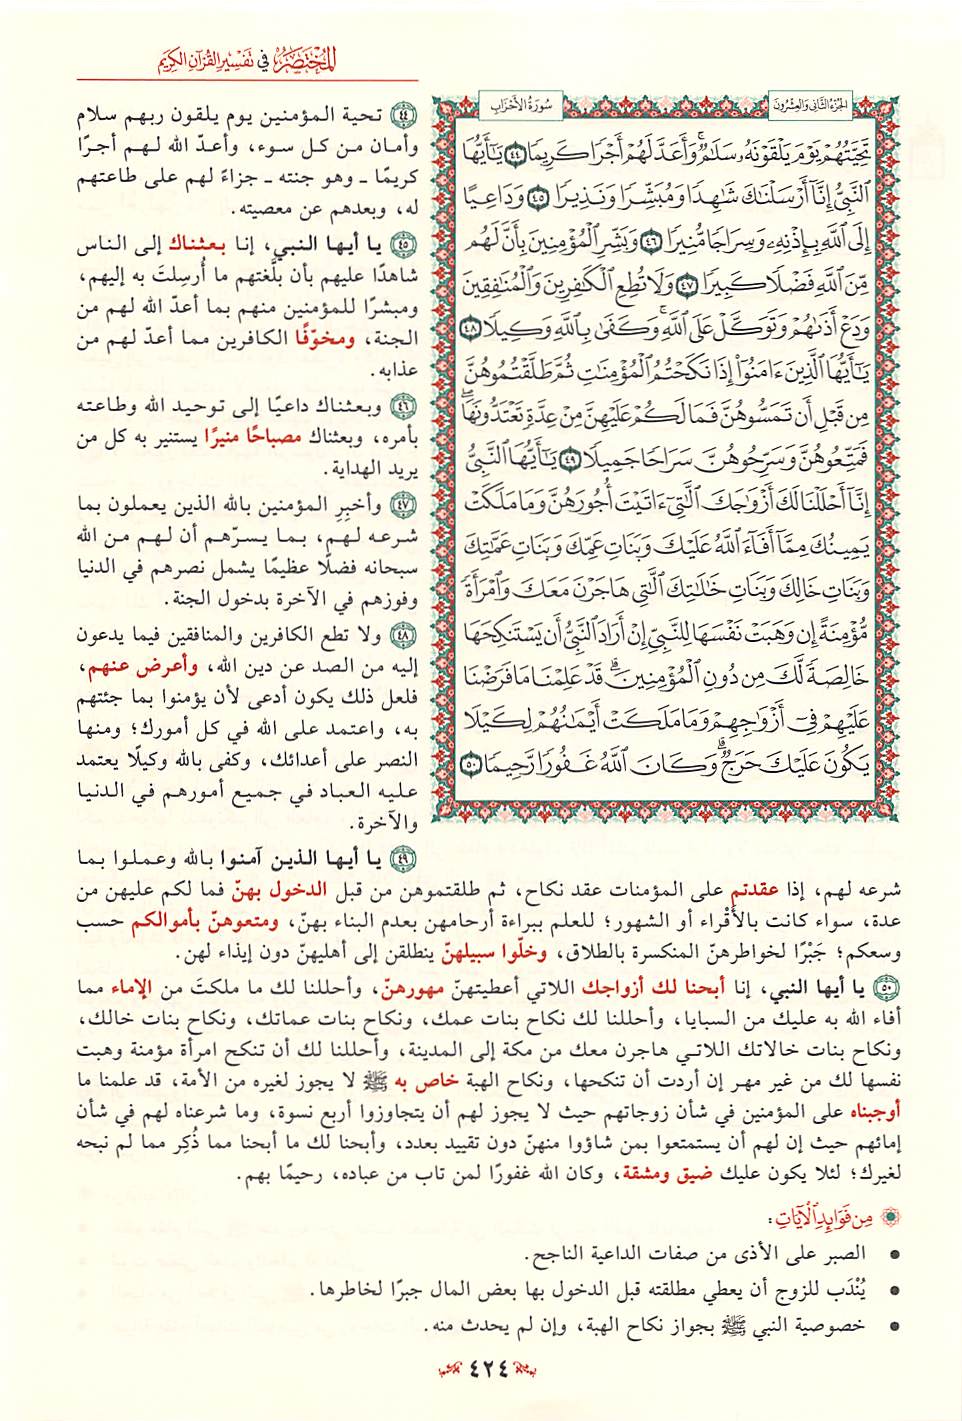 المُخْتَصَرُ في تَفْسِيرِ القُرْآنِ الكَرِيمِ
الجُزْءُ الثَّانِي وَالعِشْرُونَ
سُورَةُ الأَحْزَابِ
تَحِيَّتُهُمْ يَوْمَ يَلْقَوْنَهُۥ سَلَٰمٌۚ وَأَعَدَّ لَهُمْ أَجْرًا كَرِيمًا ٤٤ يَٰٓأَيُّهَا
ٱلنَّبِيُّ إِنَّآ أَرْسَلْنَٰكَ شَٰهِدًا وَمُبَشِّرًا وَنَذِيرًا ٤٥ وَدَاعِيًا
إِلَى ٱللَّهِ بِإِذْنِهِۦ وَسِرَاجًا مُّنِيرًا ٤٦ وَبَشِّرِ ٱلْمُؤْمِنِينَ بِأَنَّ لَهُم
مِّنَ ٱللَّهِ فَضْلًا كَبِيرًا ٤٧ وَلَا تُطِعِ ٱلْكَٰفِرِينَ وَٱلْمُنَٰفِقِينَ
وَدَعْ أَذَىٰهُمْ وَتَوَكَّلْ عَلَى ٱللَّهِۚ وَكَفَىٰ بِٱللَّهِ وَكِيلًا ٤٨
يَٰٓأَيُّهَا ٱلَّذِينَ ءَامَنُوٓا۟ إِذَا نَكَحْتُمُ ٱلْمُؤْمِنَٰتِ ثُمَّ طَلَّقْتُمُوهُنَّ
مِن قَبْلِ أَن تَمَسُّوهُنَّ فَمَا لَكُمْ عَلَيْهِنَّ مِنْ عِدَّةٍ تَعْتَدُّونَهَاۖ
فَمَتِّعُوهُنَّ وَسَرِّحُوهُنَّ سَرَاحًا جَمِيلًا ٤٩ يَٰٓأَيُّهَا ٱلنَّبِيُّ
إِنَّآ أَحْلَلْنَا لَكَ أَزْوَٰجَكَ ٱلَّٰتِيٓ ءَاتَيْتَ أُجُورَهُنَّ وَمَا مَلَكَتْ
يَمِينُكَ مِمَّآ أَفَآءَ ٱللَّهُ عَلَيْكَ وَبَنَاتِ عَمِّكَ وَبَنَاتِ عَمَّٰتِكَ
وَبَنَاتِ خَالِكَ وَبَنَاتِ خَٰلَٰتِكَ ٱلَّٰتِي هَاجَرْنَ مَعَكَ وَٱمْرَأَةً
مُّؤْمِنَةً إِن وَهَبَتْ نَفْسَهَا لِلنَّبِيِّ إِنْ أَرَادَ ٱلنَّبِيُّ أَن يَسْتَنكِحَهَا
خَالِصَةً لَّكَ مِن دُونِ ٱلْمُؤْمِنِينَۗ قَدْ عَلِمْنَا مَا فَرَضْنَا
عَلَيْهِمْ فِيٓ أَزْوَٰجِهِمْ وَمَا مَلَكَتْ أَيْمَٰنُهُمْ لِكَيْلَا
يَكُونَ عَلَيْكَ حَرَجٌۗ وَكَانَ ٱللَّهُ غَفُورًا رَّحِيمًا ٥٠
٤٤ تحية المؤمنين يوم يلقون ربهم سلام
وأمان من كل سوء، وأعدّ الله لهم أجرًا
كريمًا ـ وهو جنته ـ جزاءً لهم على طاعتهم
له، وبعدهم عن معصيته.
٤٥ يا أيها النبي، إنا بعثناك إلى الناس
شاهدًا عليهم بأن بلَّغتهم ما أُرسِلتَ به إليهم،
ومبشرًا للمؤمنين منهم بما أعدّ الله لهم من
الجنة، ومخوّفًا الكافرين مما أعدّ لهم من
عذابه.
٤٦ وبعثناك داعيًا إلى توحيد الله وطاعته
بأمره، وبعثناك مصباحًا منيرًا يستنير به كل من
يريد الهداية.
٤٧ وأخبِرِ المؤمنين بالله الذين يعملون بما
شرعه لهم، بما يسرّهم أن لهم من الله
سبحانه فضلًا عظيمًا يشمل نصرهم في الدنيا
وفوزهم في الآخرة بدخول الجنة.
٤٨ ولا تطع الكافرين والمنافقين فيما يدعون
إليه من الصد عن دين الله، وأعرض عنهم،
فلعل ذلك يكون أدعى لأن يؤمنوا بما جئتهم
به، واعتمد على الله في كل أمورك؛ ومنها
النصر على أعدائك، وكفى بالله وكيلًا يعتمد
عليه العباد في جميع أمورهم في الدنيا
والآخرة.
٤٩ يا أيها الذين آمنوا بالله وعملوا بما
شرعه لهم، إذا عقدتم على المؤمنات عقد نكاح، ثم طلقتموهن من قبل الدخول بهنّ فما لكم عليهن من
عدة، سواء كانت بالأَقْراء أو الشهور؛ للعلم ببراءة أرحامهن بعدم البناء بهنّ، ومتعوهنّ بأموالكم حسب
وسعكم؛ جَبْرًا لخواطرهنّ المنكسرة بالطلاق، وخلّوا سبيلهنّ ينطلقن إلى أهليهنّ دون إيذاء لهن.
٥٠ يا أيها النبي، إنا أبحنا لك أزواجك اللاتي أعطيتهنّ مهورهنّ، وأحللنا لك ما ملكتَ من الإماء مما
أفاء الله به عليك من السبايا، وأحللنا لك نكاح بنات عمك، ونكاح بنات عماتك، ونكاح بنات خالك،
ونكاح بنات خالاتك اللاتي هاجرن معك من مكة إلى المدينة، وأحللنا لك أن تنكح امرأة مؤمنة وهبت
نفسها لك من غير مهر إن أردت أن تنكحها، ونكاح الهبة خاص به ﷺ لا يجوز لغيره من الأمة، قد علمنا ما
أوجبناه على المؤمنين في شأن زوجاتهم حيث لا يجوز لهم أن يتجاوزوا أربع نسوة، وما شرعناه لهم في شأن
إمائهم حيث إن لهم أن يستمتعوا بمن شاؤوا منهنّ دون تقييد بعدد، وأبحنا لك ما أبحنا مما ذُكِر مما لم نبحه
لغيرك؛ لئلا يكون عليك ضيق ومشقة، وكان الله غفورًا لمن تاب من عباده، رحيمًا بهم.
مِن فَوَائِدِ الآيَاتِ:
• الصبر على الأذى من صفات الداعية الناجح.
• يُنْدَب للزوج أن يعطي مطلقته قبل الدخول بها بعض المال جبرًا لخاطرها.
• خصوصية النبي ﷺ بجواز نكاح الهبة، وإن لم يحدث منه.
٤٢٤